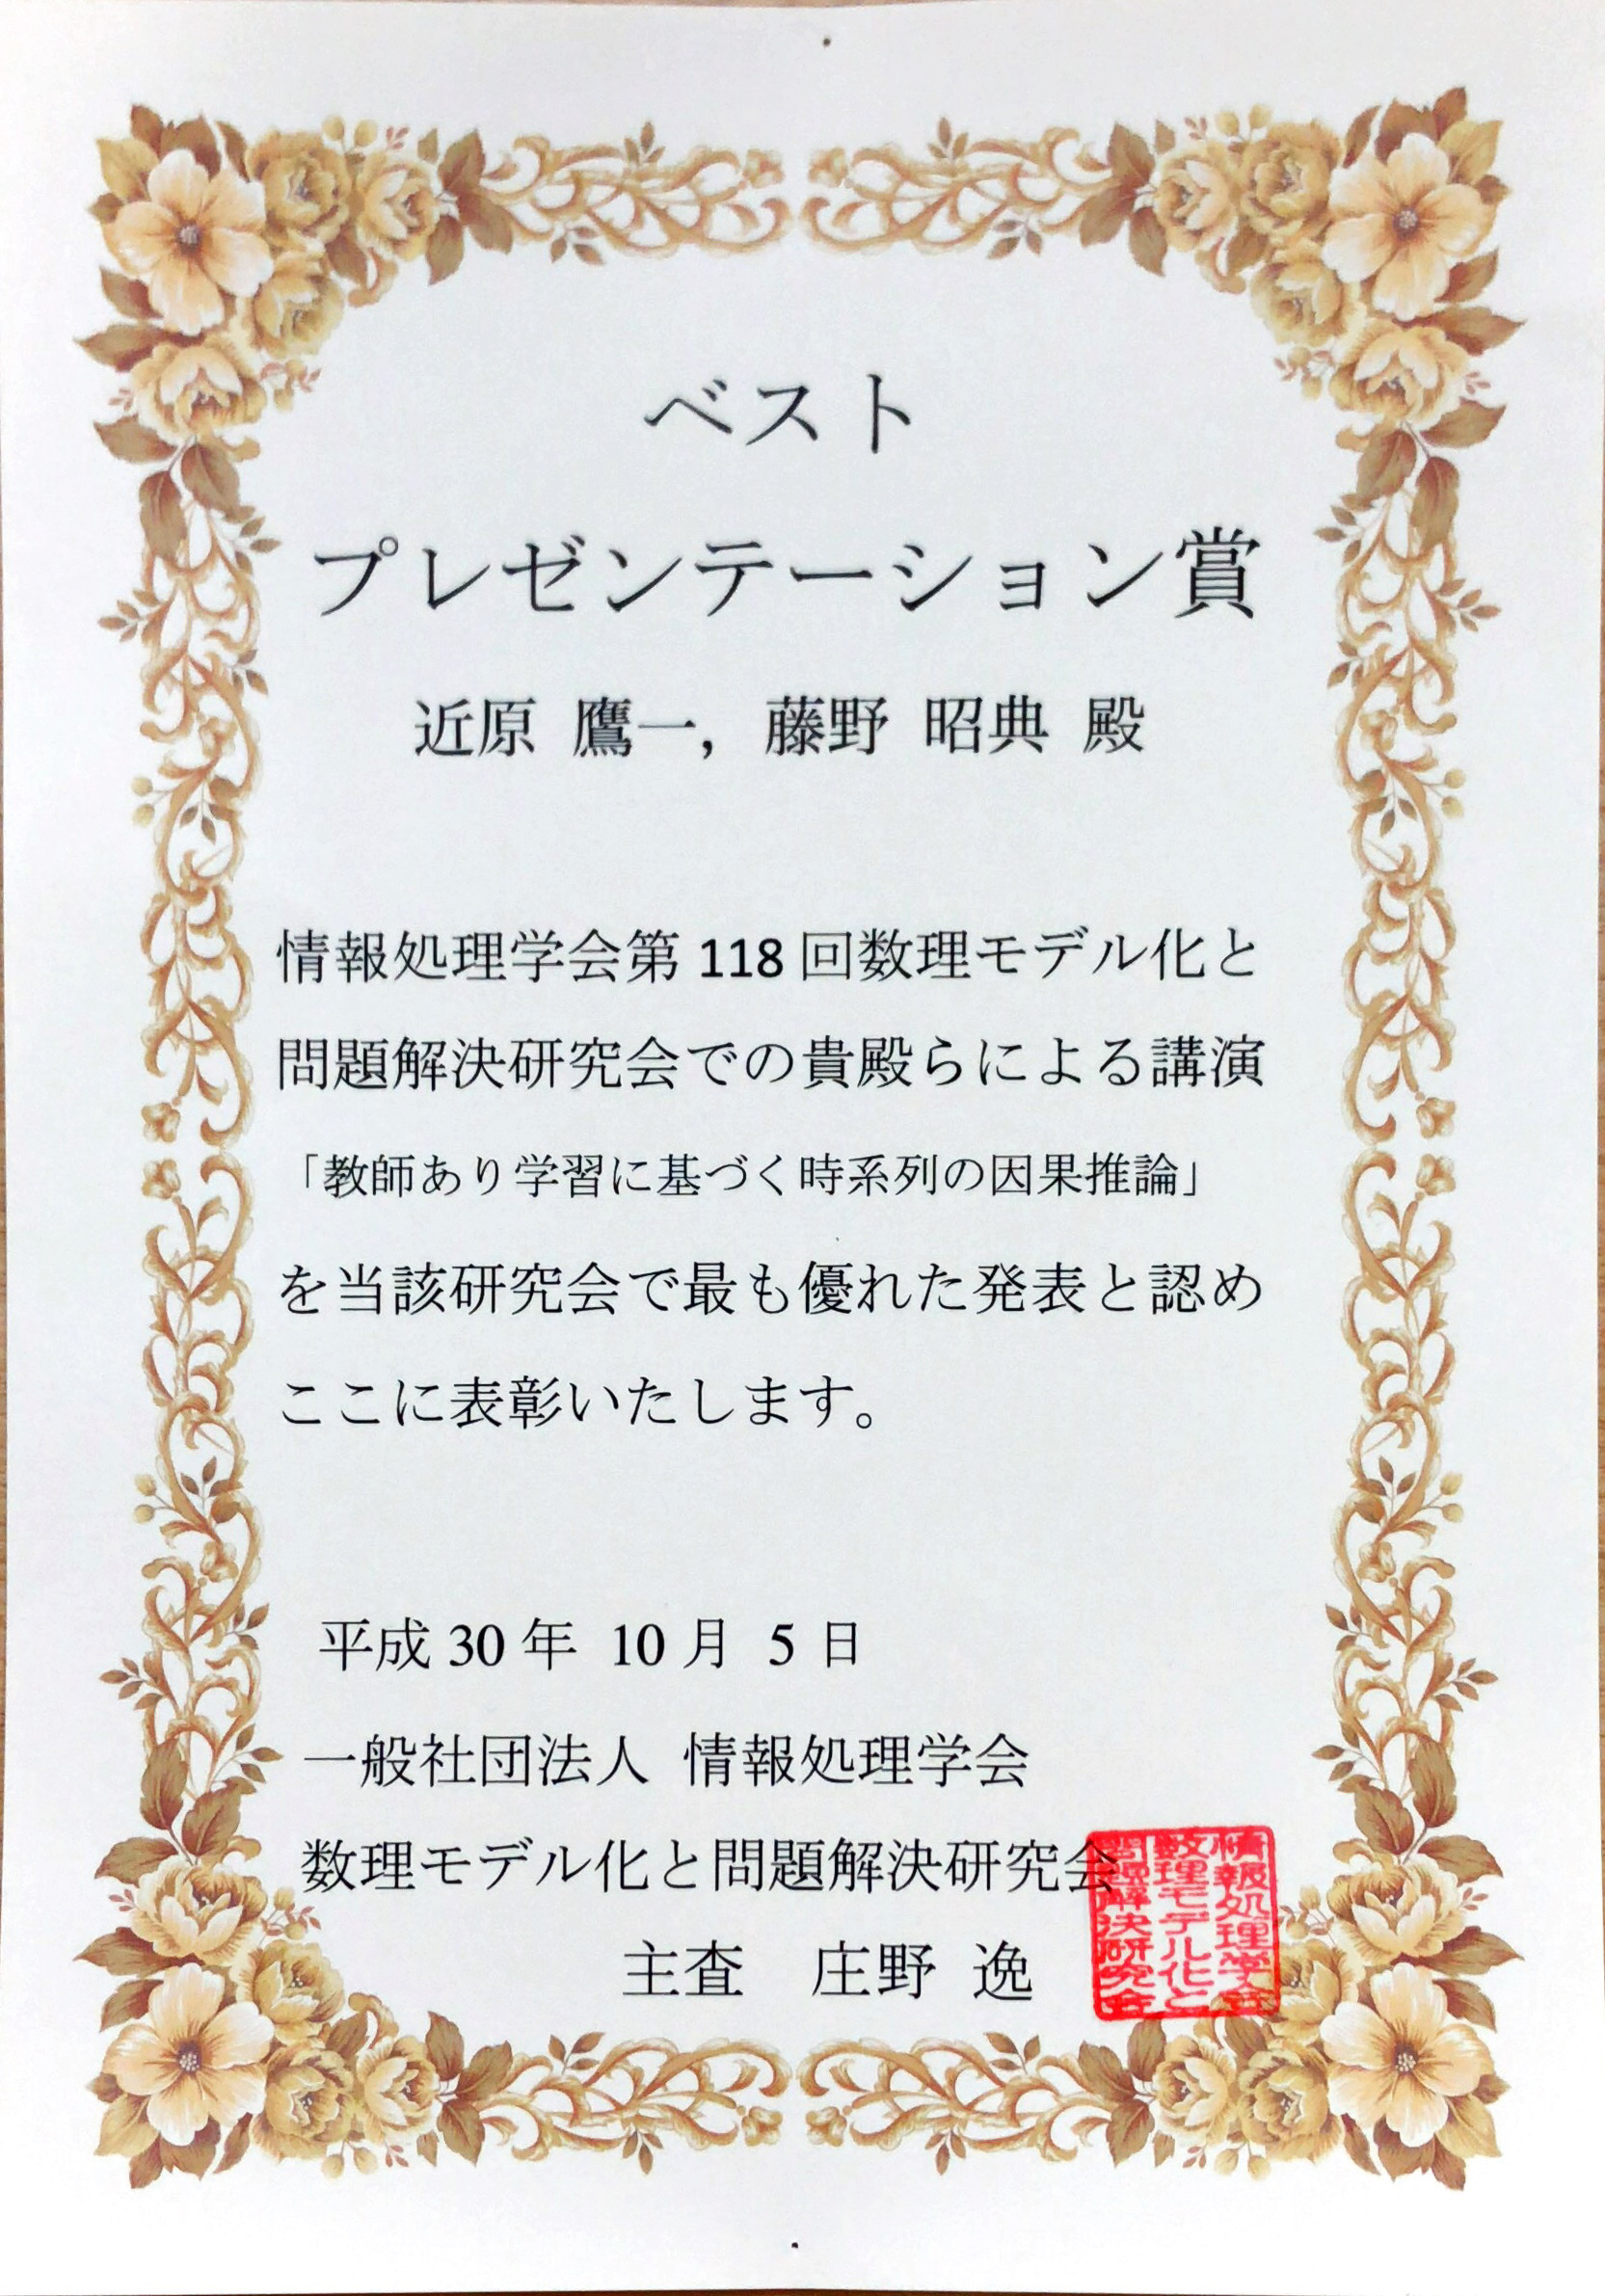 ベスト
プレゼンテーション賞
近原 鷹一, 藤野 昭典 殿
情報処理学会第 118 回数理モデル化と
問題解決研究会での貴殿らによる講演
「教師あり学習に基づく時系列の因果推論」
を当該研究会で最も優れた発表と認め
ここに表彰いたします。
平成 30 年 10 月 5 日
一般社団法人 情報処理学会
数理モデル化と問題解決研究会
主査 庄野 逸
情報処理学会
数理モデル化と
問題解決研究会